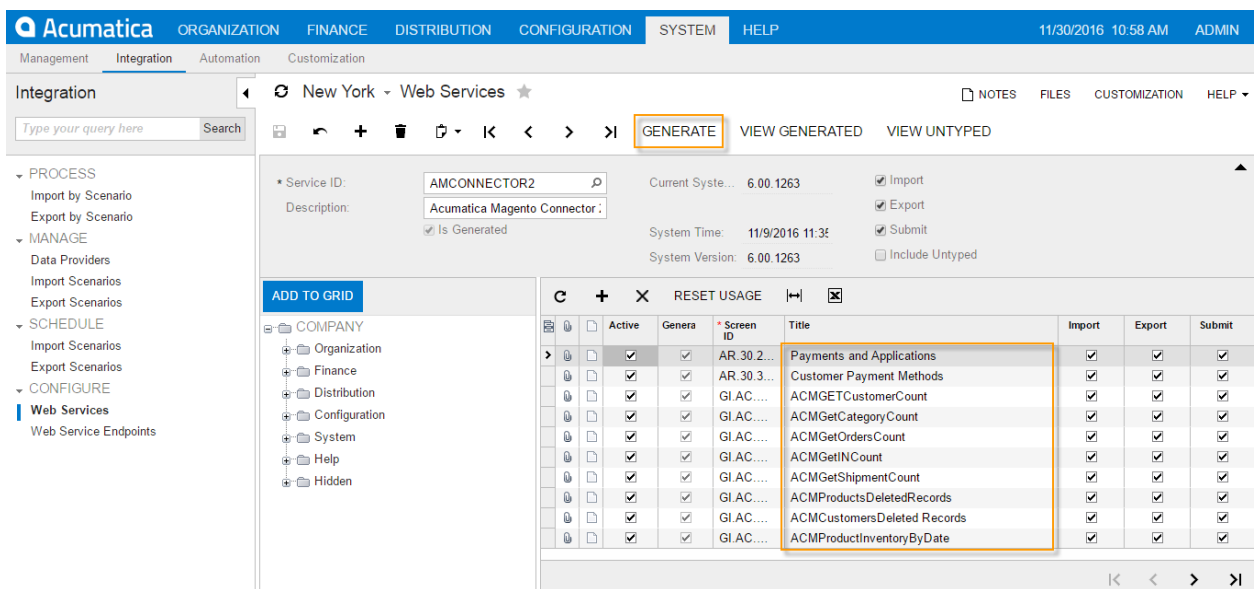 Acumatica ORGANIZATION FINANCE DISTRIBUTION CONFIGURATION SYSTEM HELP 11/30/2016 10:58 AM ADMIN
Management Integration Automation Customization
Integration
New York Web Services
NOTES FILES CUSTOMIZATION HELP
Type your query here Search
GENERATE VIEW GENERATED VIEW UNTYPED
PROCESS
Import by Scenario
Export by Scenario
MANAGE
Data Providers
Import Scenarios
Export Scenarios
SCHEDULE
Import Scenarios
Export Scenarios
CONFIGURE
Web Services
Web Service Endpoints
* Service ID: AMCONNECTOR2 Current Syste... 6.00.1263 Import
Description: Acumatica Magento Connector 2 Export
Is Generated System Time: 11/9/2016 11:35 Submit
System Version: 6.00.1263 Include Untyped
ADD TO GRID
COMPANY
Organization
Finance
Distribution
Configuration
System
Help
Hidden
RESET USAGE
Active Genera * Screen ID Title Import Export Submit
AR.30.2... Payments and Applications
AR.30.3... Customer Payment Methods
GI.AC.... ACMGETCustomerCount
GI.AC.... ACMGetCategoryCount
GI.AC.... ACMGetOrdersCount
GI.AC.... ACMGetINCount
GI.AC.... ACMGetShipmentCount
GI.AC.... ACMProductsDeletedRecords
GI.AC.... ACMCustomersDeleted Records
GI.AC.... ACMProductInventoryByDate